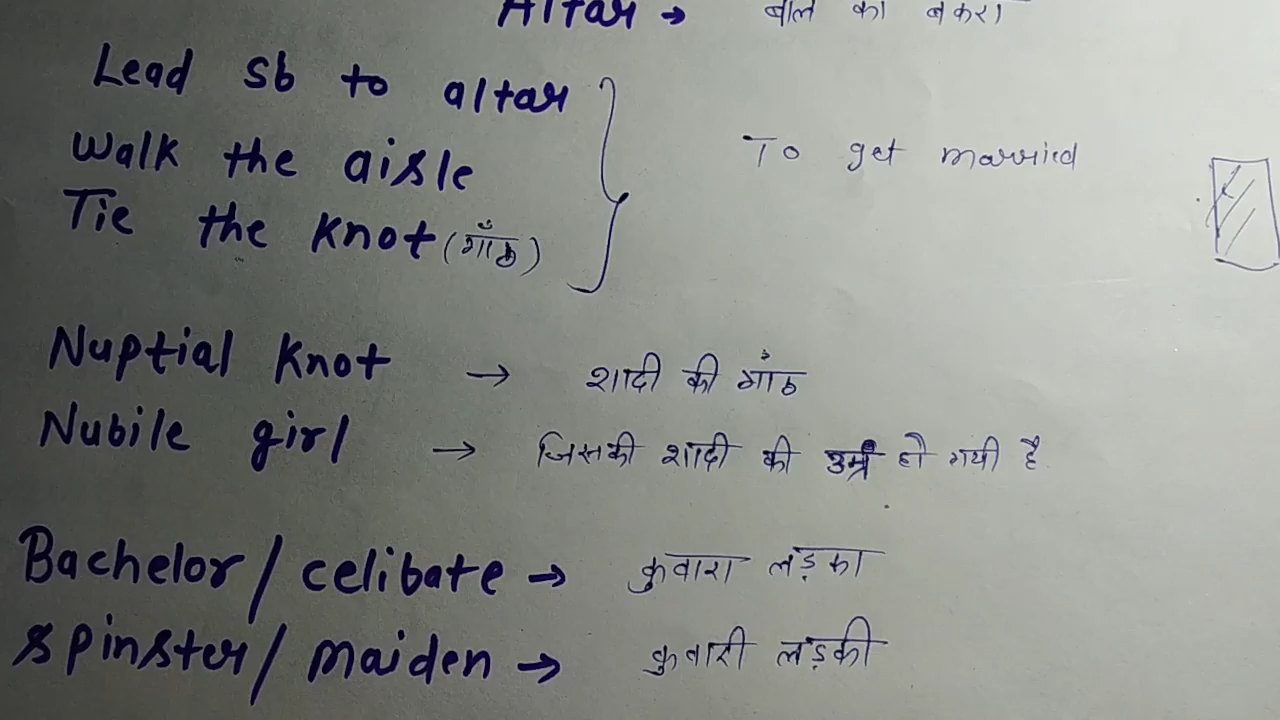 Altar → का बकरा
Lead sb to altar
Walk the aisle
Tie the knot (गाँठ)
To get married
Nuptial knot → शादी की गाँठ
Nubile girl → जिसकी शादी की उम्र हो गयी है
Bachelor / celibate → कुवारा लड़का
spinster / maiden → कुवारी लड़की